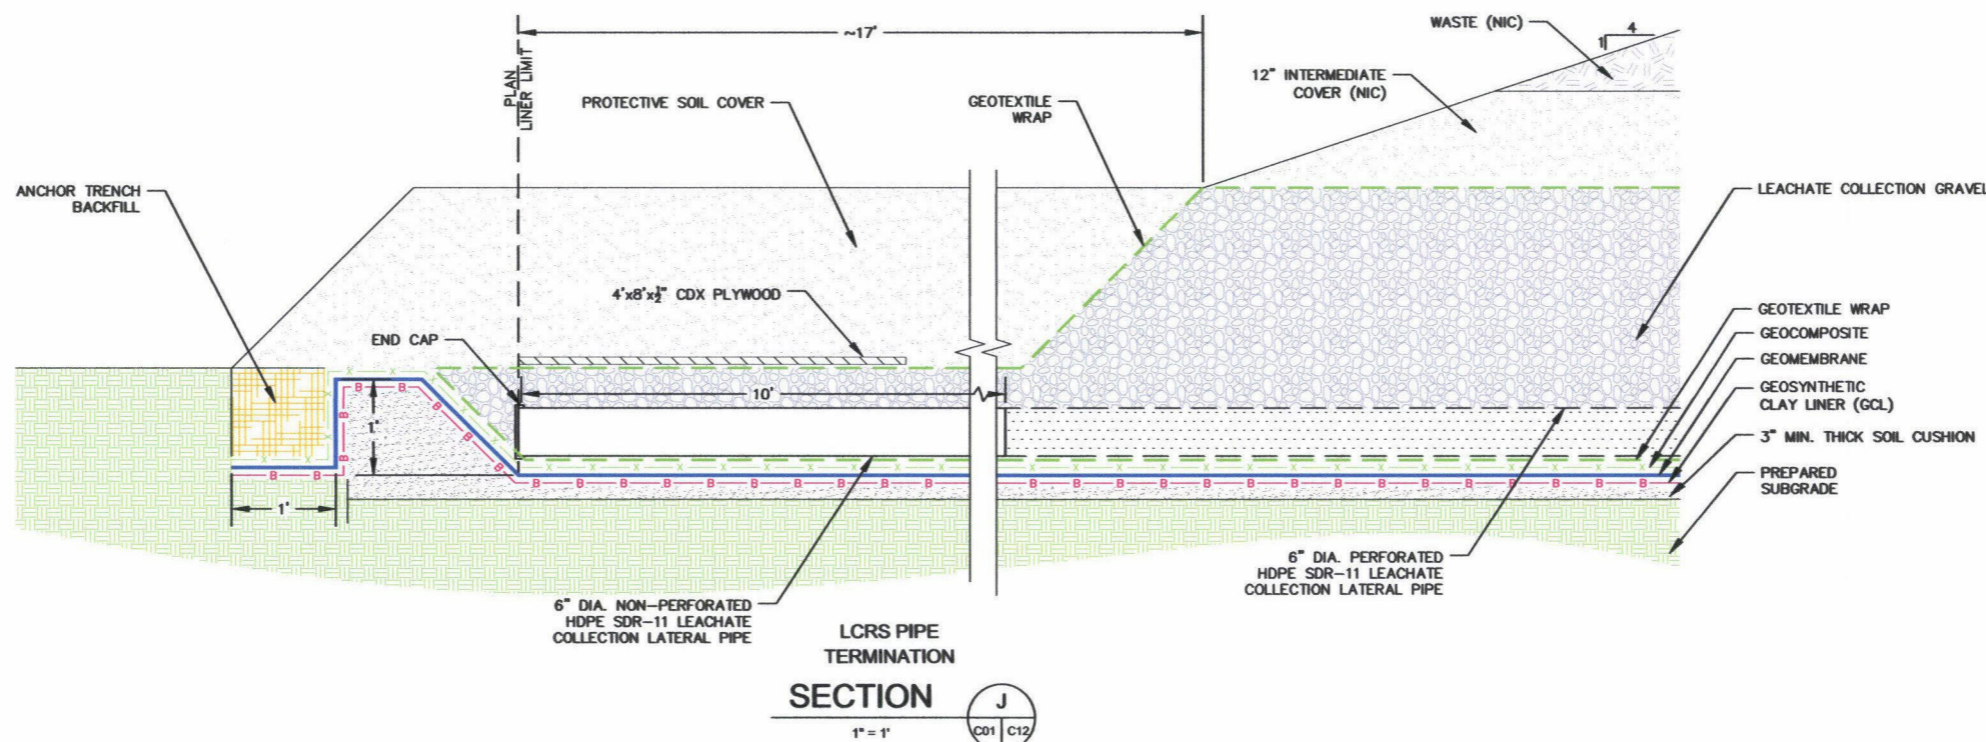 ~17'
WASTE (NIC)
1
4
12" INTERMEDIATE
COVER (NIC)
PLAN
LINER LIMIT
PROTECTIVE SOIL COVER
GEOTEXTILE
WRAP
ANCHOR TRENCH
BACKFILL
LEACHATE COLLECTION GRAVEL
4'x8'x½" CDX PLYWOOD
END CAP
GEOTEXTILE WRAP
GEOCOMPOSITE
GEOMEMBRANE
GEOSYNTHETIC
CLAY LINER (GCL)
3" MIN. THICK SOIL CUSHION
PREPARED
SUBGRADE
10'
1'
1'
6" DIA. NON-PERFORATED
HDPE SDR-11 LEACHATE
COLLECTION LATERAL PIPE
6" DIA. PERFORATED
HDPE SDR-11 LEACHATE
COLLECTION LATERAL PIPE
LCRS PIPE
TERMINATION
SECTION
J
1" = 1'
C01 C12